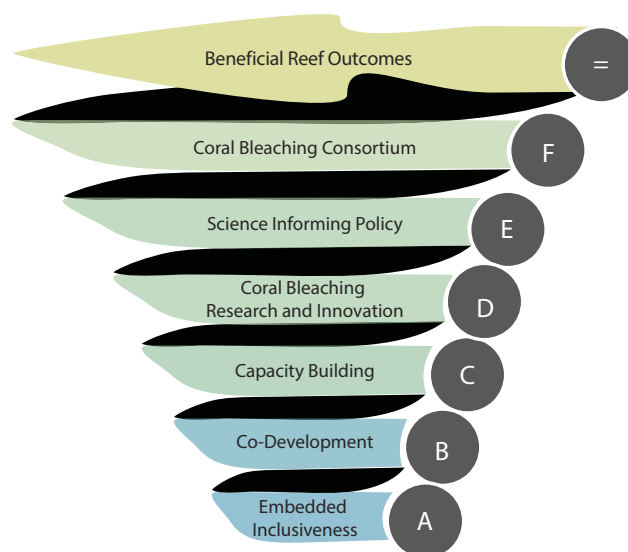 Beneficial Reef Outcomes
=
Coral Bleaching Consortium
F
Science Informing Policy
E
Coral Bleaching
Research and Innovation
D
Capacity Building
C
Co-Development
B
Embedded
Inclusiveness
A